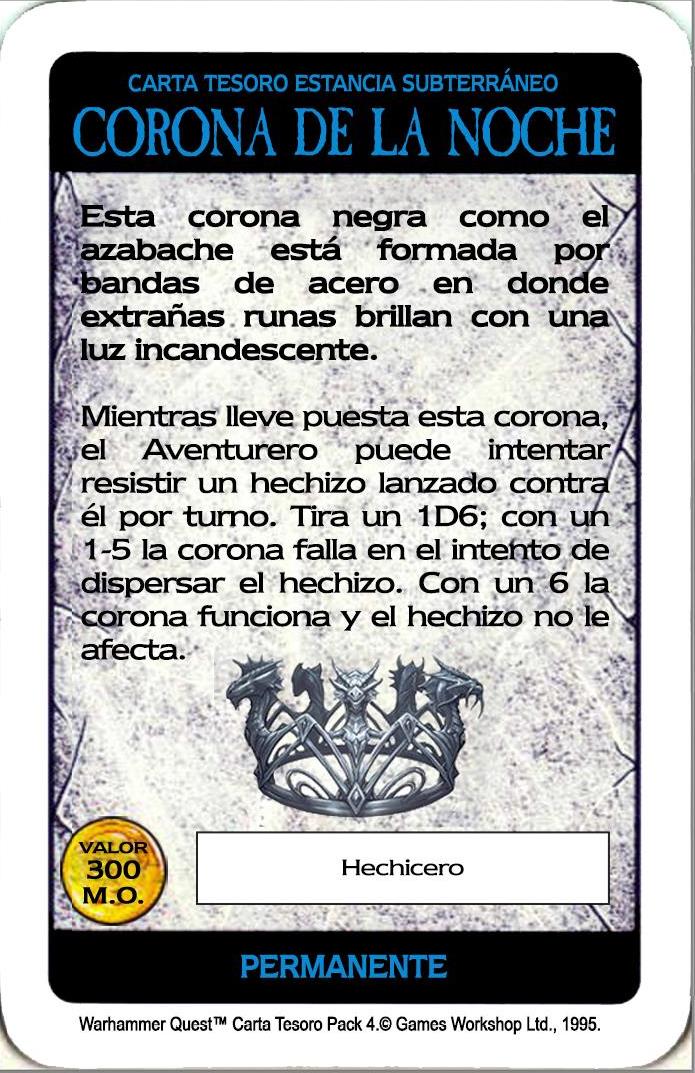 CARTA TESORO ESTANCIA SUBTERRÁNEO
CORONA DE LA NOCHE
Esta corona negra como el
azabache está formada por
bandas de acero en donde
extrañas runas brillan con una
luz incandescente.
Mientras lleve puesta esta corona,
el Aventurero puede intentar
resistir un hechizo lanzado contra
él por turno. Tira un 1D6; con un
1-5 la corona falla en el intento de
dispersar el hechizo. Con un 6 la
corona funciona y el hechizo no le
afecta.
VALOR
300
M.O.
Hechicero
PERMANENTE
Warhammer Quest™ Carta Tesoro Pack 4.© Games Workshop Ltd., 1995.